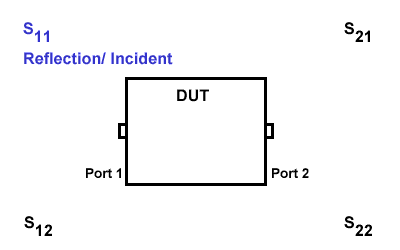 S11
S21
Reflection/ Incident
DUT
Port 1
Port 2
S12
S22